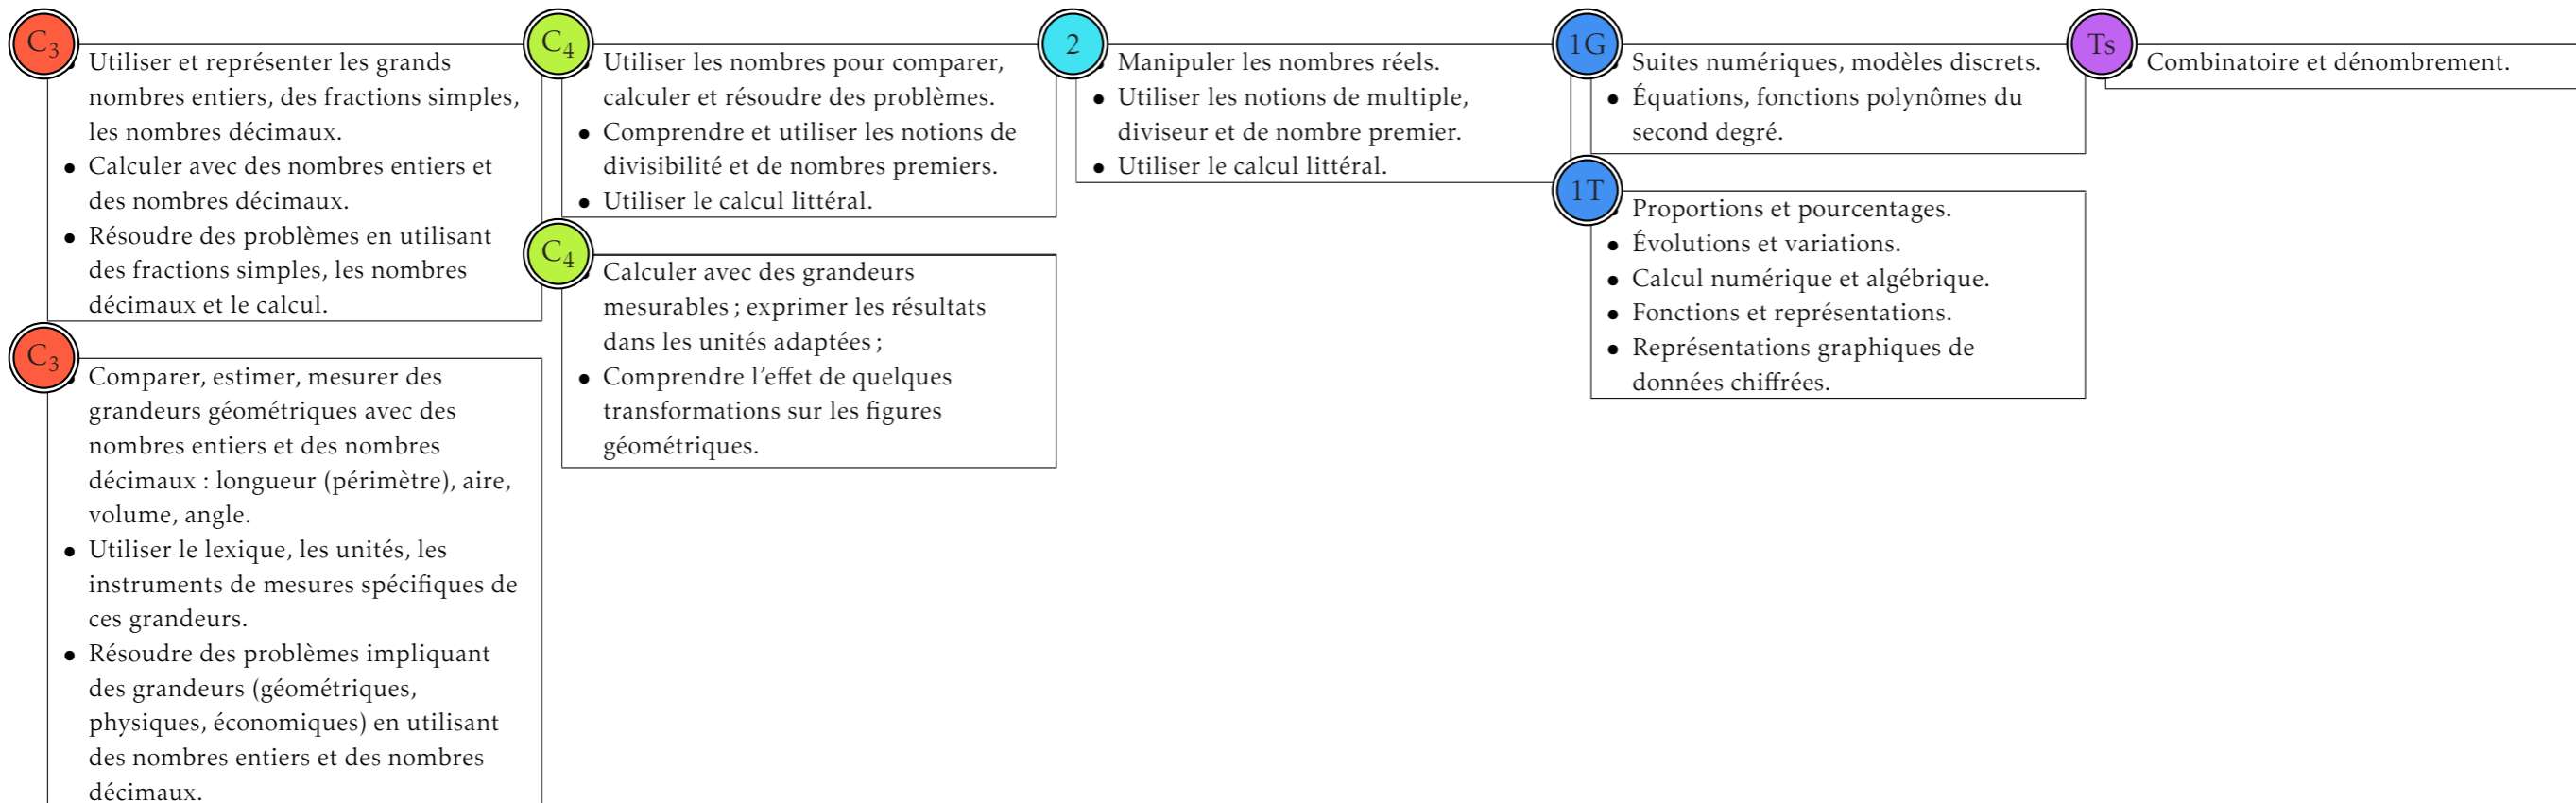 C3
Utiliser et représenter les grands
nombres entiers, des fractions simples,
les nombres décimaux.
• Calculer avec des nombres entiers et
des nombres décimaux.
• Résoudre des problèmes en utilisant
des fractions simples, les nombres
décimaux et le calcul.
C3
Comparer, estimer, mesurer des
grandeurs géométriques avec des
nombres entiers et des nombres
décimaux : longueur (périmètre), aire,
volume, angle.
• Utiliser le lexique, les unités, les
instruments de mesures spécifiques de
ces grandeurs.
• Résoudre des problèmes impliquant
des grandeurs (géométriques,
physiques, économiques) en utilisant
des nombres entiers et des nombres
décimaux.
C4
Utiliser les nombres pour comparer,
calculer et résoudre des problèmes.
• Comprendre et utiliser les notions de
divisibilité et de nombres premiers.
• Utiliser le calcul littéral.
C4
Calculer avec des grandeurs
mesurables ; exprimer les résultats
dans les unités adaptées ;
• Comprendre l'effet de quelques
transformations sur les figures
géométriques.
2
Manipuler les nombres réels.
• Utiliser les notions de multiple,
diviseur et de nombre premier.
• Utiliser le calcul littéral.
1G
Suites numériques, modèles discrets.
• Équations, fonctions polynômes du
second degré.
1T
Proportions et pourcentages.
• Évolutions et variations.
• Calcul numérique et algébrique.
• Fonctions et représentations.
• Représentations graphiques de
données chiffrées.
Ts
Combinatoire et dénombrement.